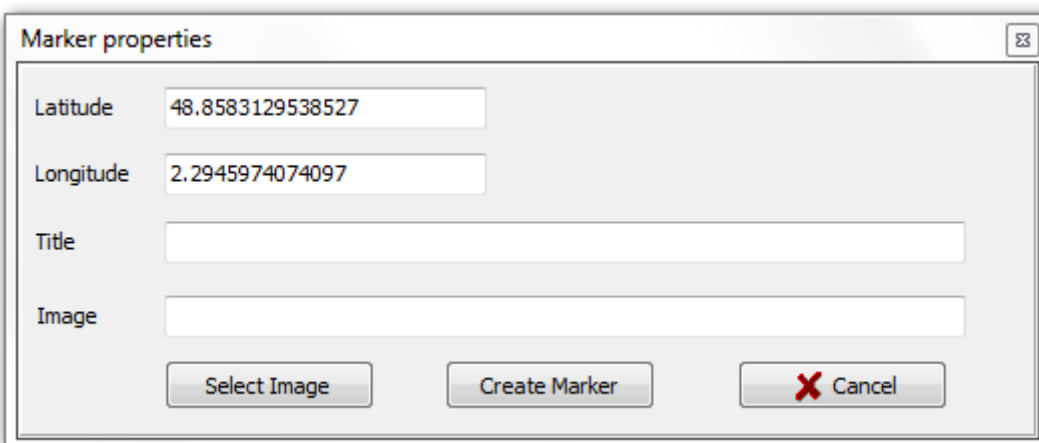 Marker properties
Latitude 48.8583129538527
Longitude 2.2945974074097
Title
Image
Select Image Create Marker Cancel